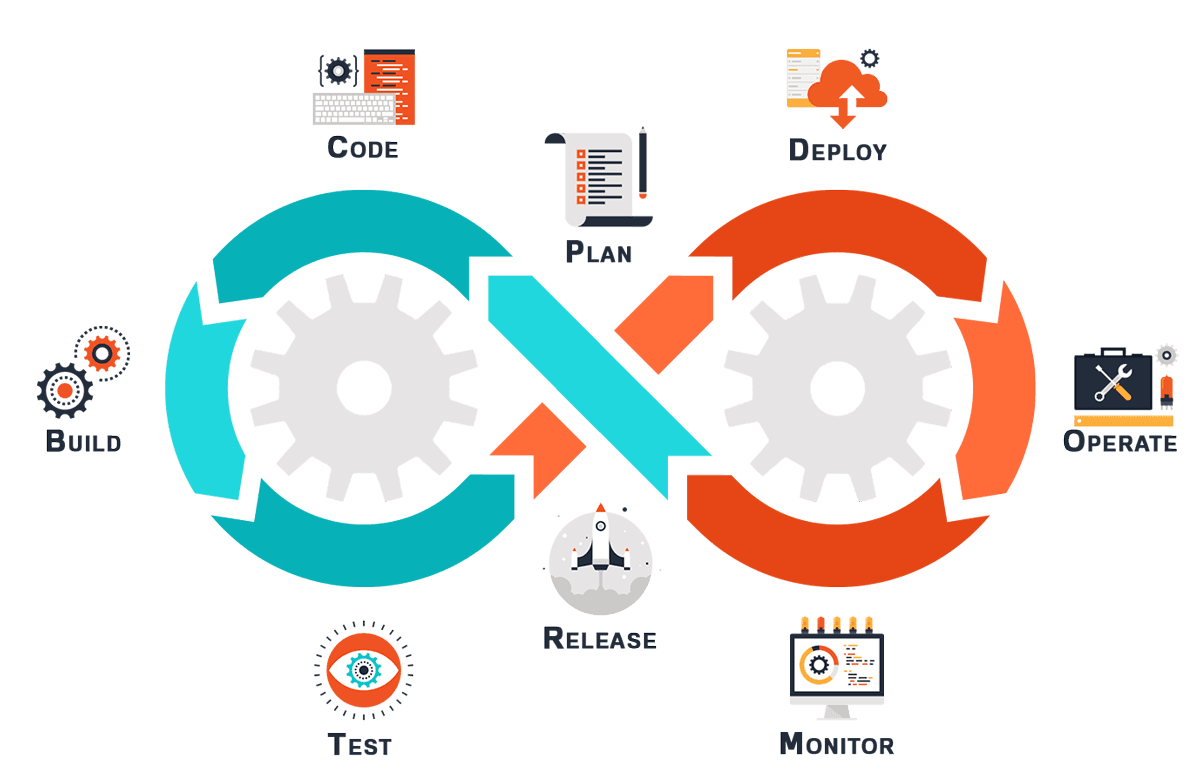 CODE
DEPLOY
PLAN
BUILD
OPERATE
RELEASE
TEST
MONITOR